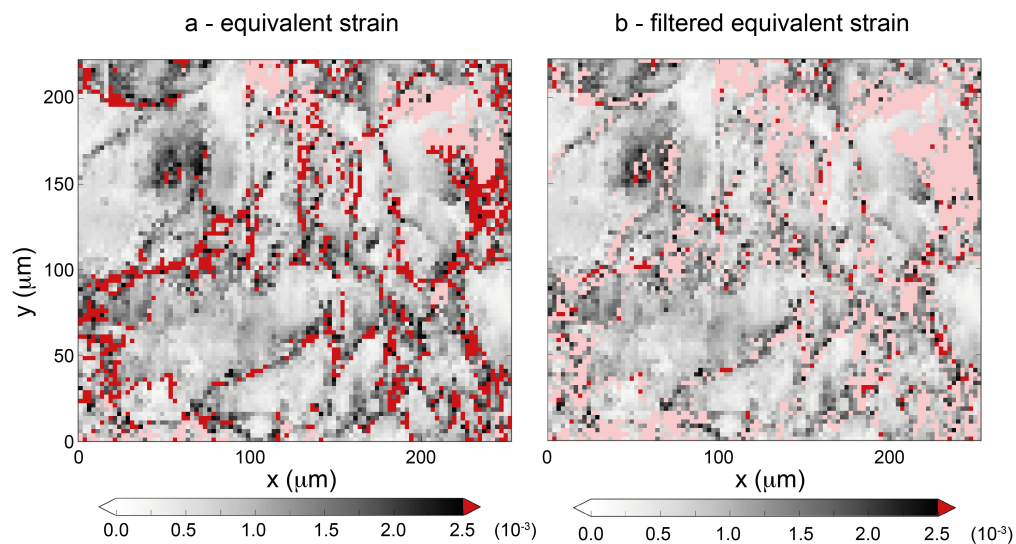 a - equivalent strain
b - filtered equivalent strain
200
150
100
50
0
y (μm)
0 100 200
x (μm)
0 100 200
x (μm)
0.0 0.5 1.0 1.5 2.0 2.5 (10⁻³)
0.0 0.5 1.0 1.5 2.0 2.5 (10⁻³)